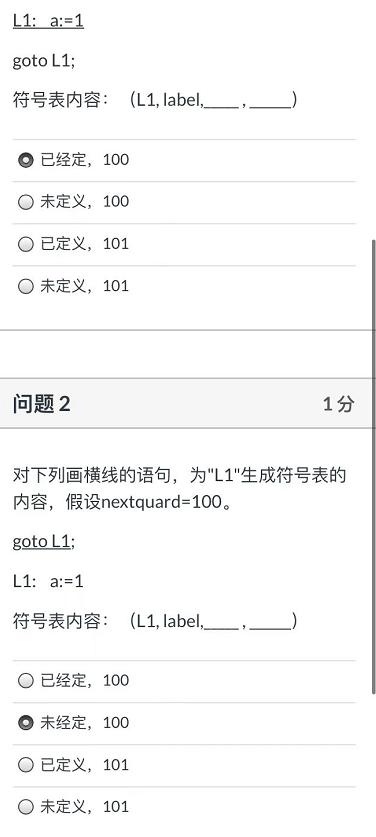 L1: a:=1
goto L1;
符号表内容： （L1, label,____ , _____）
已经定，100
未定义，100
已定义，101
未定义，101
问题 2
1 分
对下列画横线的语句，为"L1"生成符号表的
内容，假设nextquard=100。
goto L1;
L1: a:=1
符号表内容： （L1, label,____ , _____）
已经定，100
未经定，100
已定义，101
未定义，101